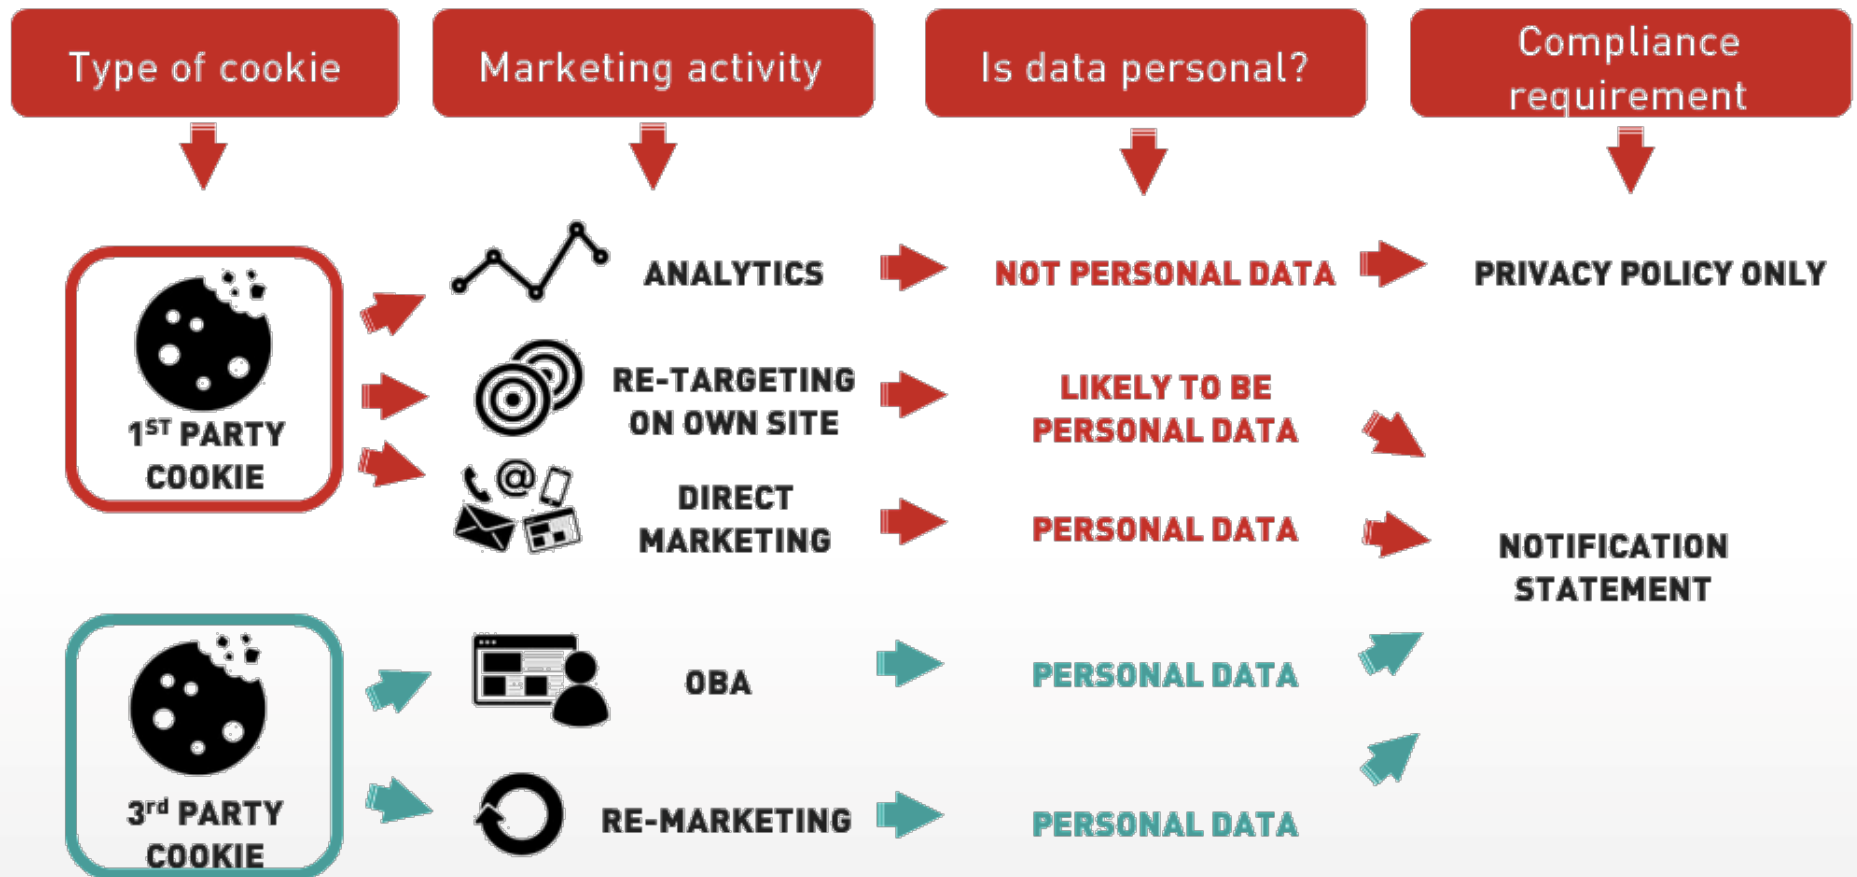 Type of cookie
Marketing activity
Is data personal?
Compliance
requirement
1ST PARTY
COOKIE
ANALYTICS
NOT PERSONAL DATA
PRIVACY POLICY ONLY
RE-TARGETING
ON OWN SITE
LIKELY TO BE
PERSONAL DATA
DIRECT
MARKETING
PERSONAL DATA
NOTIFICATION
STATEMENT
3rd PARTY
COOKIE
OBA
PERSONAL DATA
RE-MARKETING
PERSONAL DATA